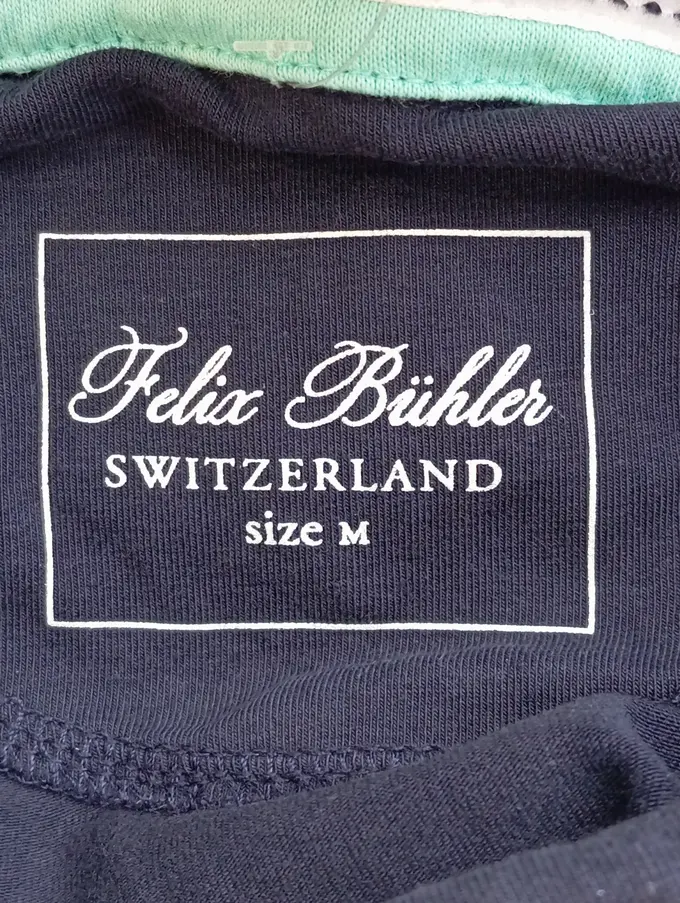 Felix Bühler
SWITZERLAND
size M